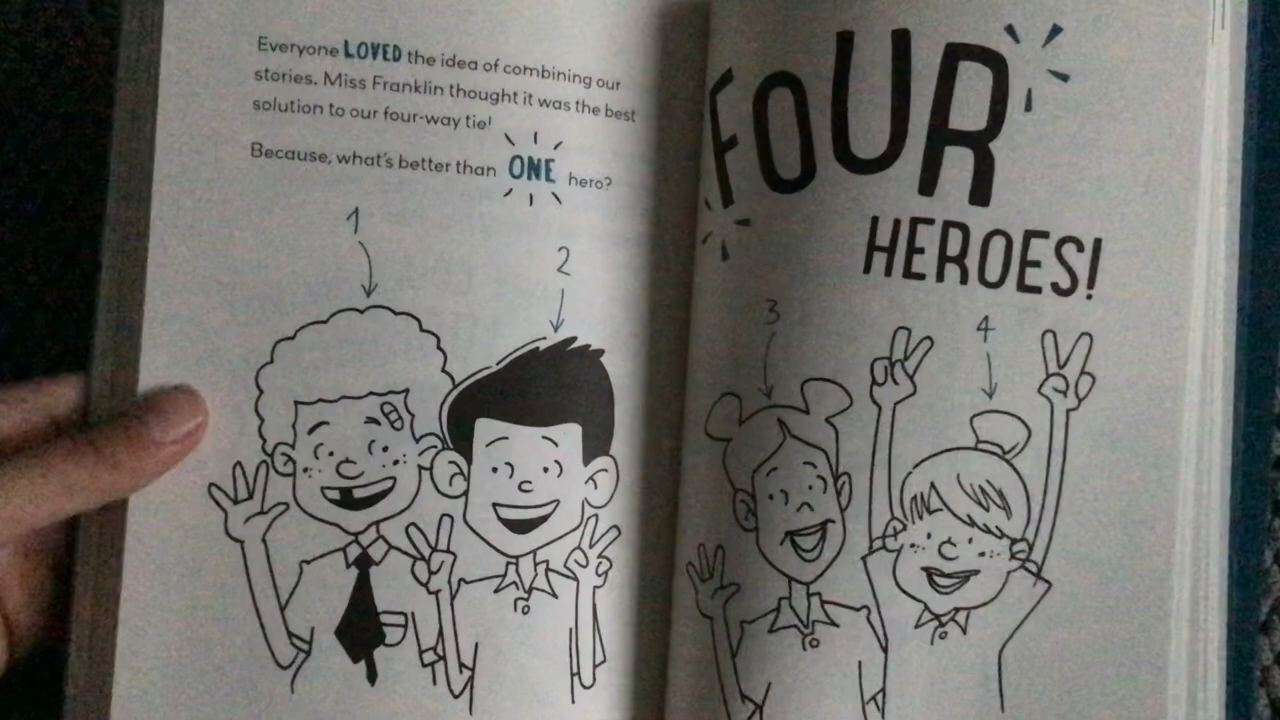 Everyone LOVED the idea of combining our
stories. Miss Franklin thought it was the best
solution to our four-way tie!
Because, what's better than ONE hero?
1
2
FOUR
HEROES!
3
4